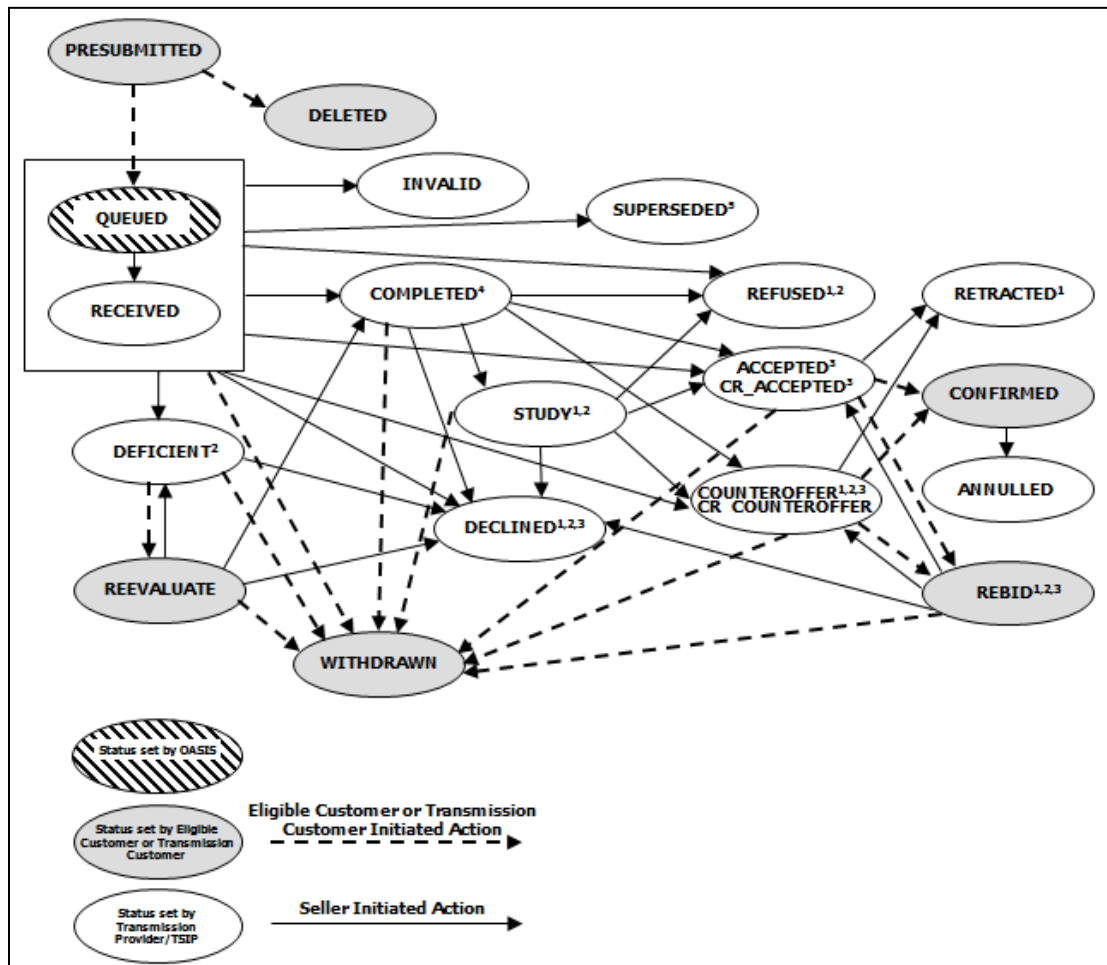 PRESUBMITTED
DELETED
INVALID
QUEUED
SUPERSEDED⁵
COMPLETED⁴
REFUSED¹,²
RETRACTED¹
RECEIVED
ACCEPTED³
CR_ACCEPTED³
CONFIRMED
STUDY¹,²
DEFICIENT²
COUNTEROFFER¹,²,³
CR COUNTEROFFER
ANNULLED
DECLINED¹,²,³
REEVALUATE
REBID¹,²,³
WITHDRAWN
Status set by OASIS
Eligible Customer or Transmission
Customer Initiated Action
Status set by Eligible
Customer or Transmission
Customer
Seller Initiated Action
Status set by
Transmission
Provider/TSIP